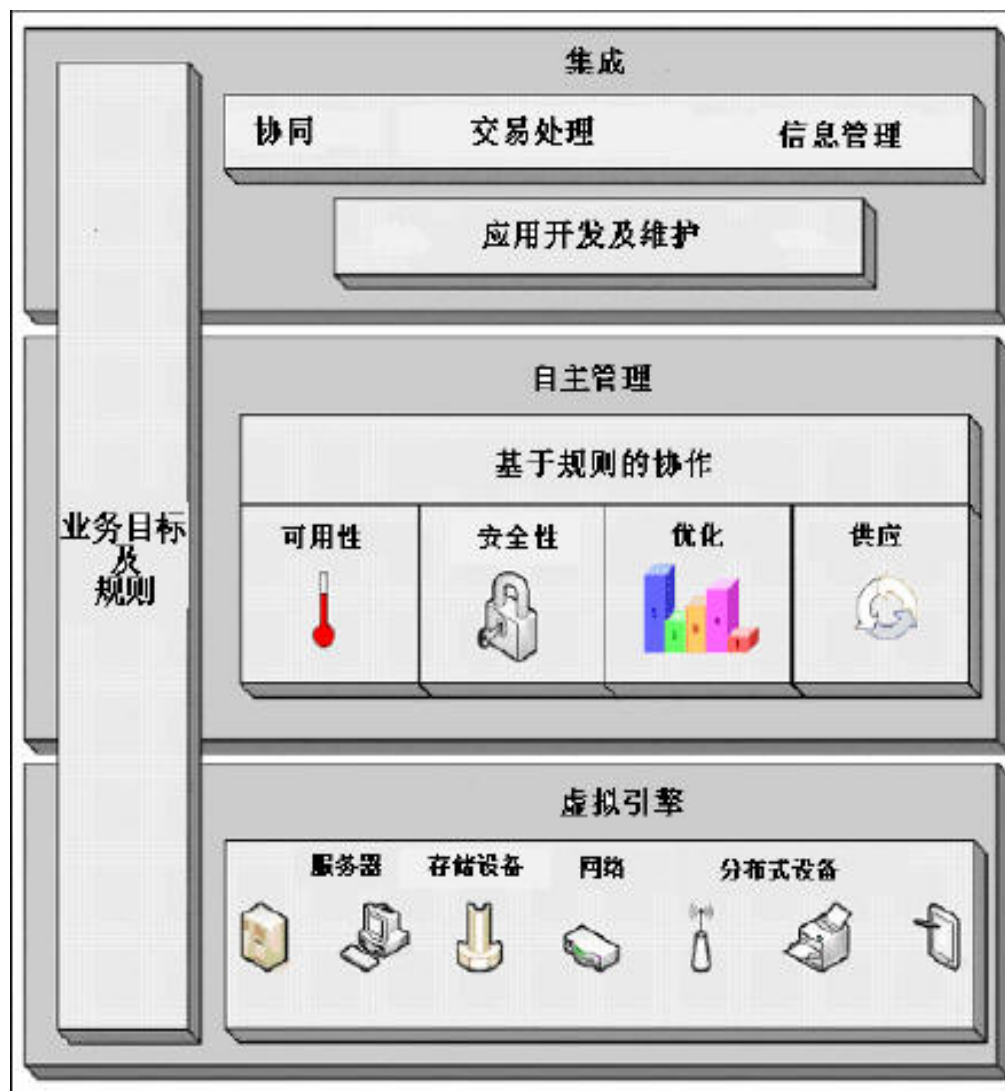 集成
协同 交易处理 信息管理
应用开发及维护
业务目标
及
规则
自主管理
基于规则的协作
可用性 安全性 优化 供应
虚拟引擎
服务器 存储设备 网络 分布式设备